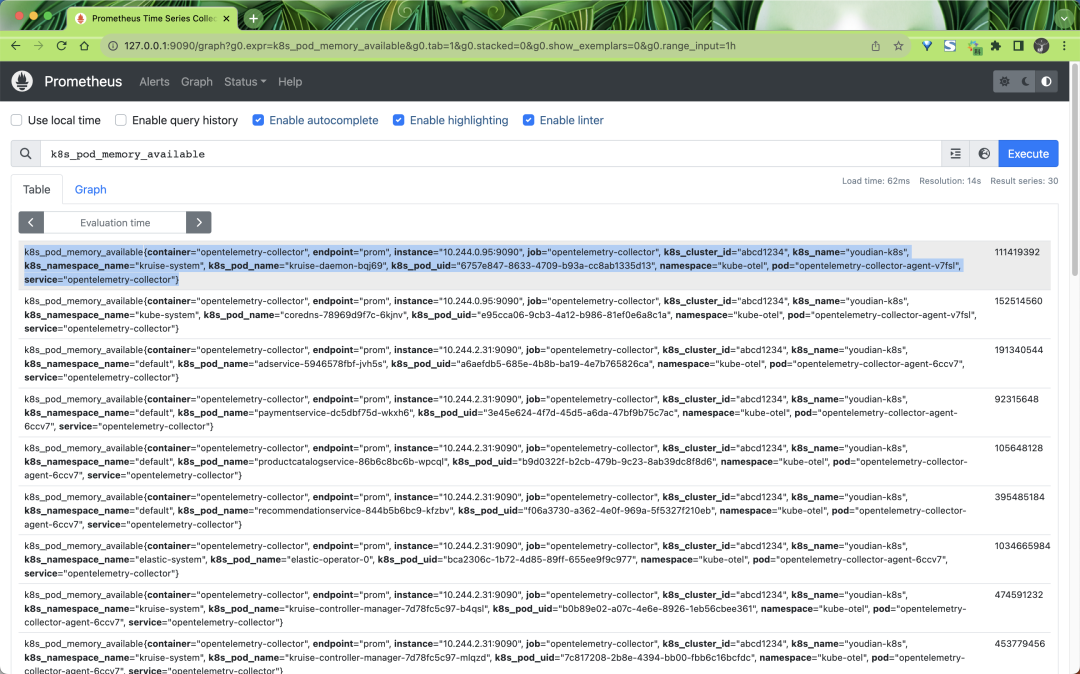 Prometheus Time Series Collec
127.0.0.1:9090/graph?g0.expr=k8s_pod_memory_available&g0.tab=1&g0.stacked=0&g0.show_exemplars=0&g0.range_input=1h
Prometheus Alerts Graph Status Help
Use local time Enable query history Enable autocomplete Enable highlighting Enable linter
k8s_pod_memory_available Execute
Load time: 62ms Resolution: 14s Result series: 30
Table Graph
Evaluation time
k8s_pod_memory_available{container="opentelemetry-collector", endpoint="prom", instance="10.244.0.95:9090", job="opentelemetry-collector", k8s_cluster_id="abcd1234", k8s_name="youdian-k8s", 111419392
k8s_namespace_name="kruise-system", k8s_pod_name="kruise-daemon-bqj69", k8s_pod_uid="6757e847-8633-4709-b93a-cc8ab1335d13", namespace="kube-otel", pod="opentelemetry-collector-agent-v7fsl",
service="opentelemetry-collector"}
k8s_pod_memory_available{container="opentelemetry-collector", endpoint="prom", instance="10.244.0.95:9090", job="opentelemetry-collector", k8s_cluster_id="abcd1234", k8s_name="youdian-k8s", 152514560
k8s_namespace_name="kube-system", k8s_pod_name="coredns-78969d9f7c-6kjnv", k8s_pod_uid="e95cca06-9cb3-4a12-b986-81ef0e6a8c1a", namespace="kube-otel", pod="opentelemetry-collector-agent-v7fsl",
service="opentelemetry-collector"}
k8s_pod_memory_available{container="opentelemetry-collector", endpoint="prom", instance="10.244.2.31:9090", job="opentelemetry-collector", k8s_cluster_id="abcd1234", k8s_name="youdian-k8s", 191340544
k8s_namespace_name="default", k8s_pod_name="adservice-5946578fbf-jvh5s", k8s_pod_uid="a6aefdb5-685e-4b8b-ba19-4e7b765826ca", namespace="kube-otel", pod="opentelemetry-collector-agent-6ccv7",
service="opentelemetry-collector"}
k8s_pod_memory_available{container="opentelemetry-collector", endpoint="prom", instance="10.244.2.31:9090", job="opentelemetry-collector", k8s_cluster_id="abcd1234", k8s_name="youdian-k8s", 92315648
k8s_namespace_name="default", k8s_pod_name="paymentservice-dc5dbf75d-wkxh6", k8s_pod_uid="3e45e624-4f7d-45d5-a6da-47bf9b75c7ac", namespace="kube-otel", pod="opentelemetry-collector-agent-
6ccv7", service="opentelemetry-collector"}
k8s_pod_memory_available{container="opentelemetry-collector", endpoint="prom", instance="10.244.2.31:9090", job="opentelemetry-collector", k8s_cluster_id="abcd1234", k8s_name="youdian-k8s", 105648128
k8s_namespace_name="default", k8s_pod_name="productcatalogservice-86b6c8bc6b-wpcql", k8s_pod_uid="b9d0322f-b2cb-479b-9c23-8ab39dc8f8d6", namespace="kube-otel", pod="opentelemetry-collector-
agent-6ccv7", service="opentelemetry-collector"}
k8s_pod_memory_available{container="opentelemetry-collector", endpoint="prom", instance="10.244.2.31:9090", job="opentelemetry-collector", k8s_cluster_id="abcd1234", k8s_name="youdian-k8s", 395485184
k8s_namespace_name="default", k8s_pod_name="recommendationservice-844b5b6bc9-kfzbv", k8s_pod_uid="f06a3730-a362-4e0f-969a-5f5327f210eb", namespace="kube-otel", pod="opentelemetry-collector-
agent-6ccv7", service="opentelemetry-collector"}
k8s_pod_memory_available{container="opentelemetry-collector", endpoint="prom", instance="10.244.2.31:9090", job="opentelemetry-collector", k8s_cluster_id="abcd1234", k8s_name="youdian-k8s", 1034665984
k8s_namespace_name="elastic-system", k8s_pod_name="elastic-operator-0", k8s_pod_uid="bca2306c-1b72-4d85-89ff-655ee9f9c977", namespace="kube-otel", pod="opentelemetry-collector-agent-6ccv7",
service="opentelemetry-collector"}
k8s_pod_memory_available{container="opentelemetry-collector", endpoint="prom", instance="10.244.2.31:9090", job="opentelemetry-collector", k8s_cluster_id="abcd1234", k8s_name="youdian-k8s", 474591232
k8s_namespace_name="kruise-system", k8s_pod_name="kruise-controller-manager-7d78fc5c97-b4qsl", k8s_pod_uid="b0b89e02-a07c-4e6e-8926-1eb56cbee361", namespace="kube-otel", pod="opentelemetry-
collector-agent-6ccv7", service="opentelemetry-collector"}
k8s_pod_memory_available{container="opentelemetry-collector", endpoint="prom", instance="10.244.2.31:9090", job="opentelemetry-collector", k8s_cluster_id="abcd1234", k8s_name="youdian-k8s", 453779456
k8s_namespace_name="kruise-system", k8s_pod_name="kruise-controller-manager-7d78fc5c97-mlqzd", k8s_pod_uid="7c817208-2b8e-4394-bb00-fbb6c16bcfdc", namespace="kube-otel", pod="opentelemetry-
collector-agent-6ccv7", service="opentelemetry-collector"}